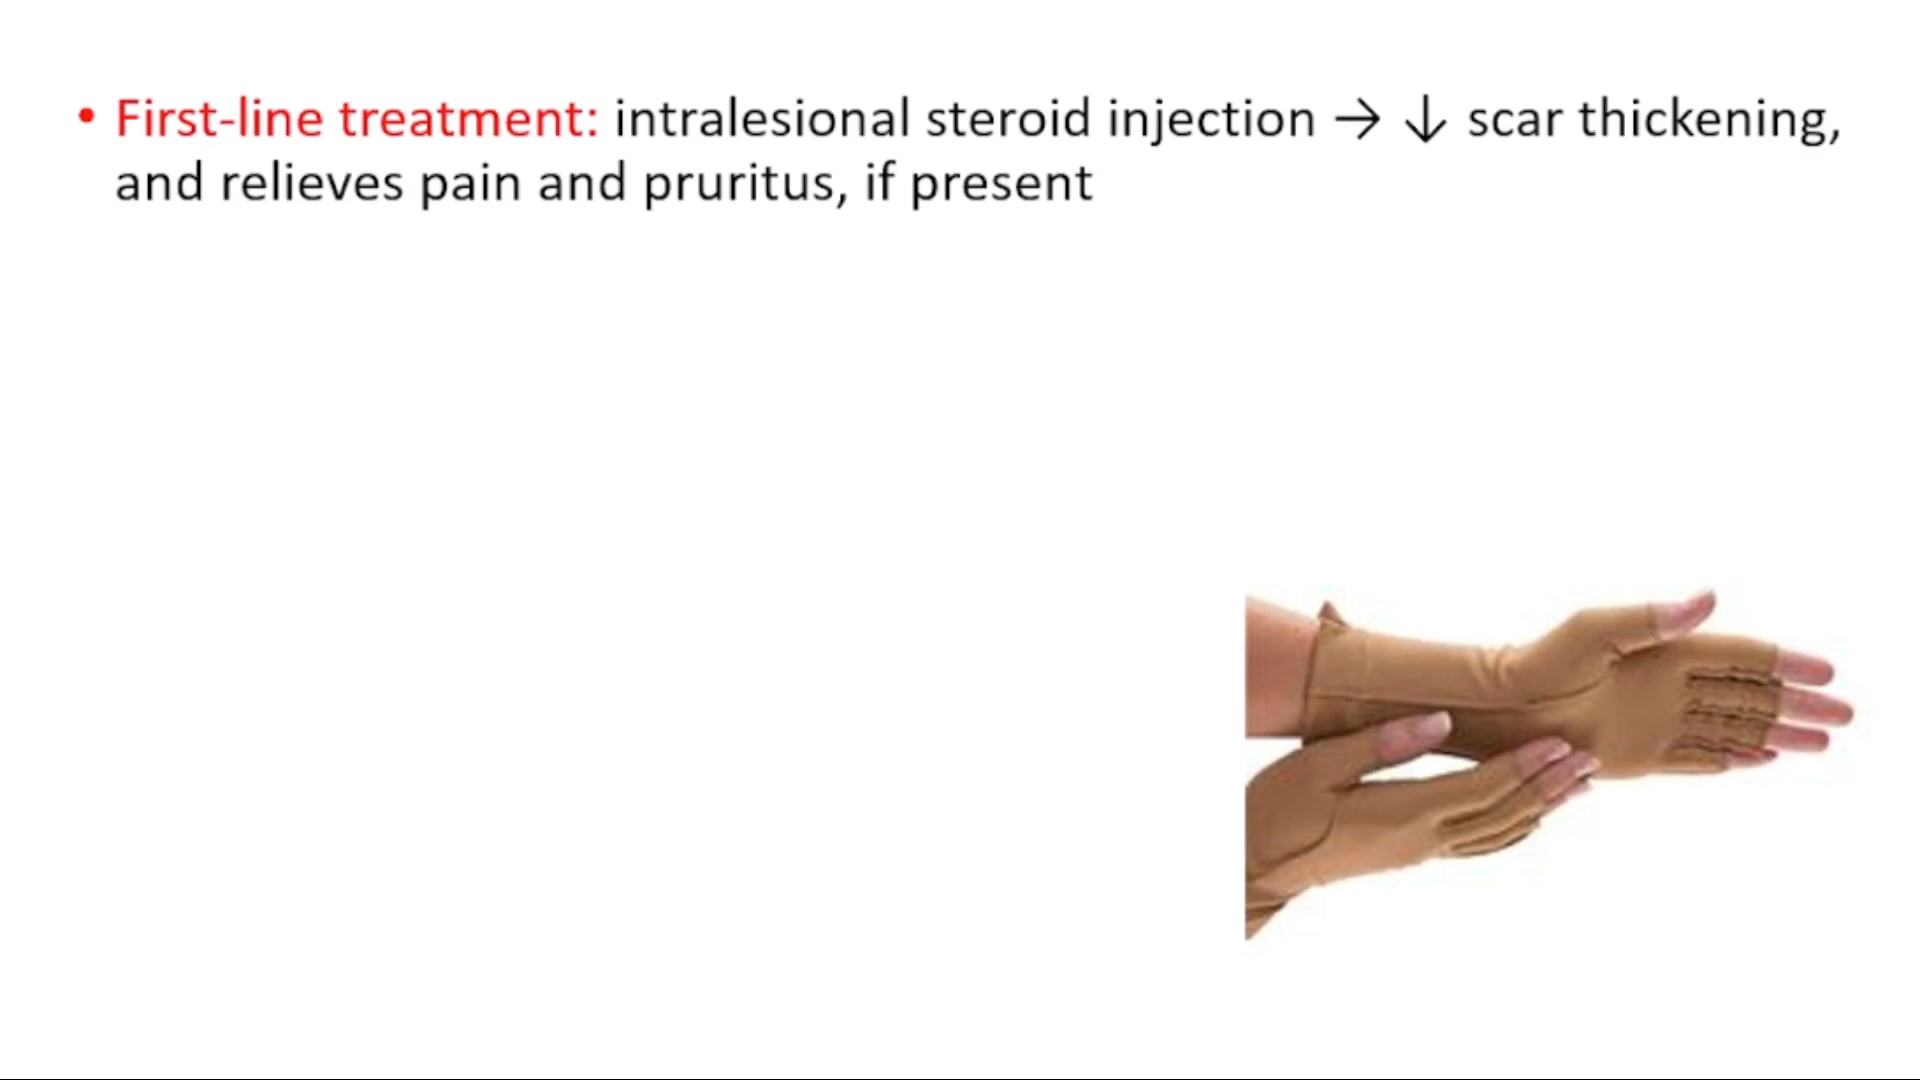 • First-line treatment: intralesional steroid injection → ↓ scar thickening,
and relieves pain and pruritus, if present